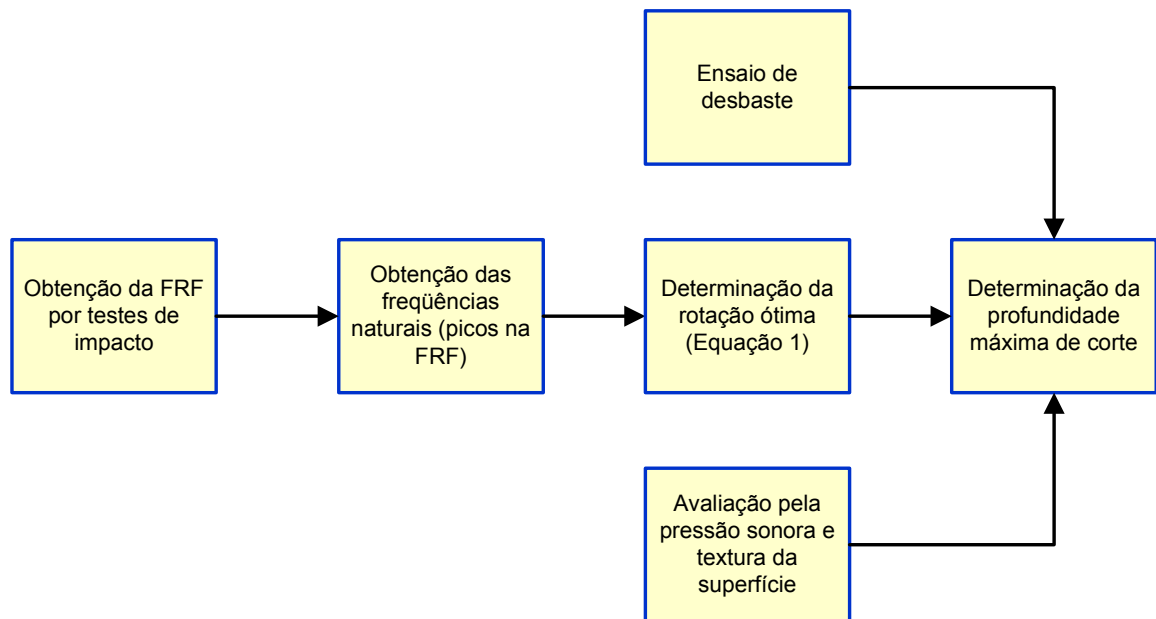 Ensaio de
desbaste
Obtenção da FRF
por testes de
impacto
Obtenção das
freqüências
naturais (picos na
FRF)
Determinação da
rotação ótima
(Equação 1)
Determinação da
profundidade
máxima de corte
Avaliação pela
pressão sonora e
textura da
superfície